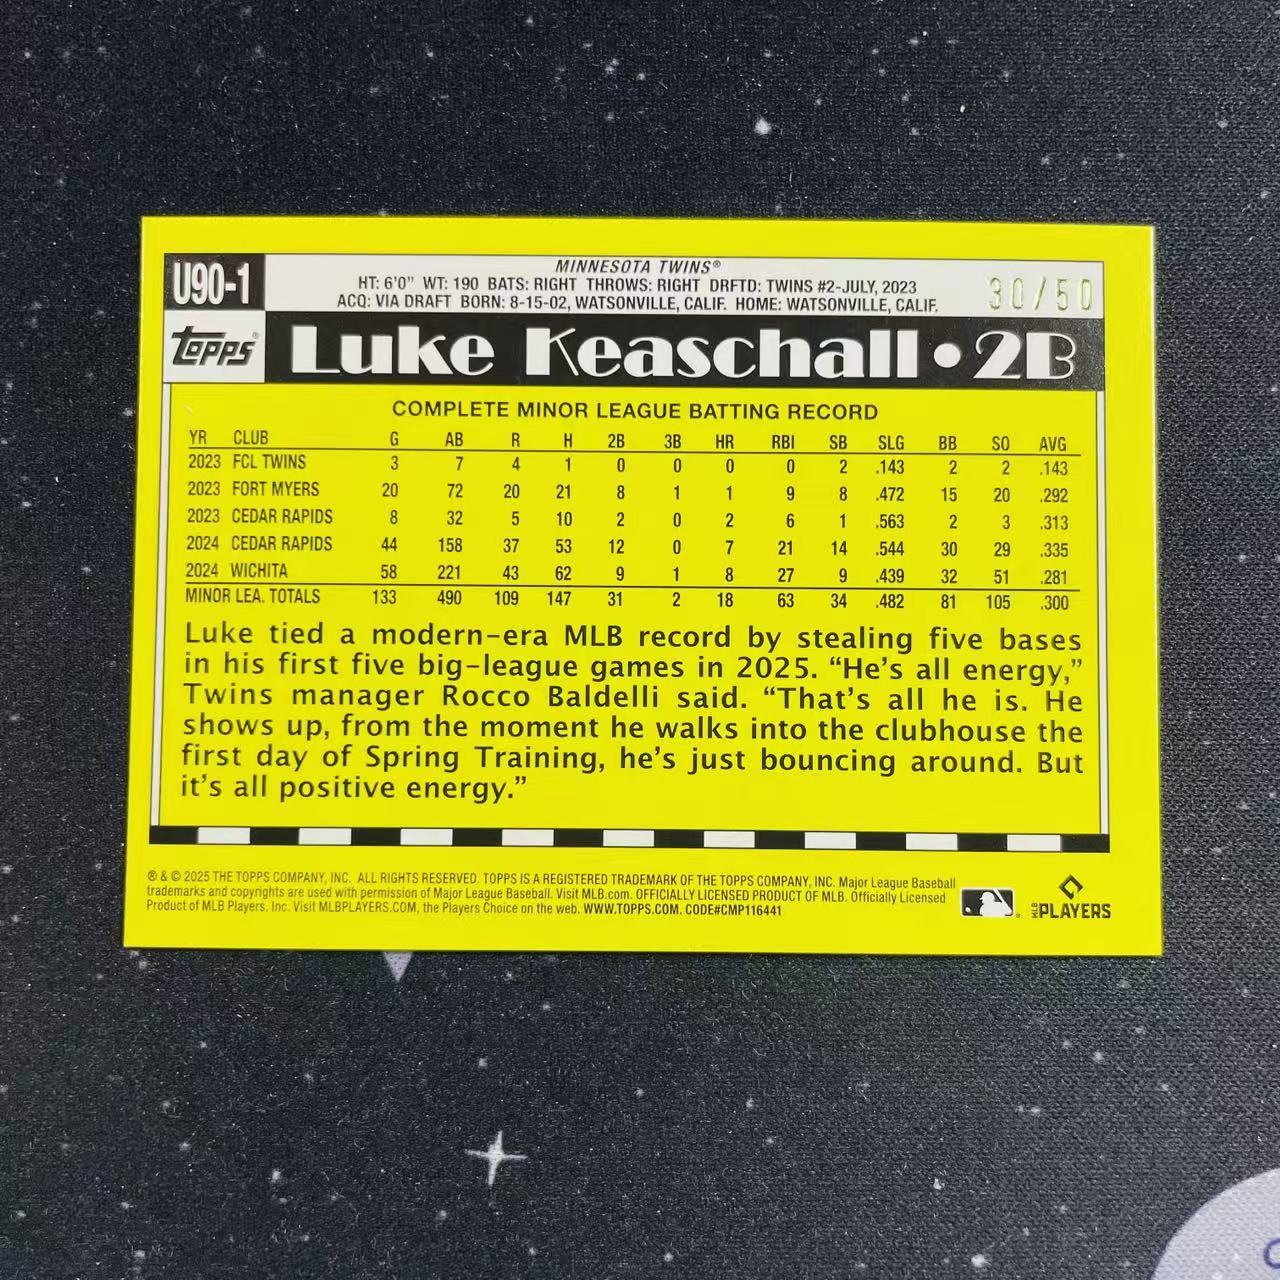 U90-1
MINNESOTA TWINS®
HT: 6'0" WT: 190 BATS: RIGHT THROWS: RIGHT DRFTD: TWINS #2-JULY, 2023
ACQ: VIA DRAFT BORN: 8-15-02, WATSONVILLE, CALIF. HOME: WATSONVILLE, CALIF.
30/50
TOPPS®
Luke Keaschall • 2B
COMPLETE MINOR LEAGUE BATTING RECORD
YR CLUB G AB R H 2B 3B HR RBI SB SLG BB SO AVG
2023 FCL TWINS 3 7 4 1 0 0 0 0 2 .143 2 2 .143
2023 FORT MYERS 20 72 20 21 8 1 1 9 8 .472 15 20 .292
2023 CEDAR RAPIDS 8 32 5 10 2 0 2 6 1 .563 2 3 .313
2024 CEDAR RAPIDS 44 158 37 53 12 0 7 21 14 .544 30 29 .335
2024 WICHITA 58 221 43 62 9 1 8 27 9 .439 32 51 .281
MINOR LEA. TOTALS 133 490 109 147 31 2 18 63 34 .482 81 105 .300
Luke tied a modern-era MLB record by stealing five bases
in his first five big-league games in 2025. “He's all energy,”
Twins manager Rocco Baldelli said. “That's all he is. He
shows up, from the moment he walks into the clubhouse the
first day of Spring Training, he's just bouncing around. But
it's all positive energy.”
® & © 2025 THE TOPPS COMPANY, INC. ALL RIGHTS RESERVED. TOPPS IS A REGISTERED TRADEMARK OF THE TOPPS COMPANY, INC. Major League Baseball
trademarks and copyrights are used with permission of Major League Baseball. Visit MLB.com. OFFICIALLY LICENSED PRODUCT OF MLB. Officially Licensed
Product of MLB Players, Inc. Visit MLBPLAYERS.COM, the Players Choice on the web. WWW.TOPPS.COM. CODE#CMP116441
MLB PLAYERS